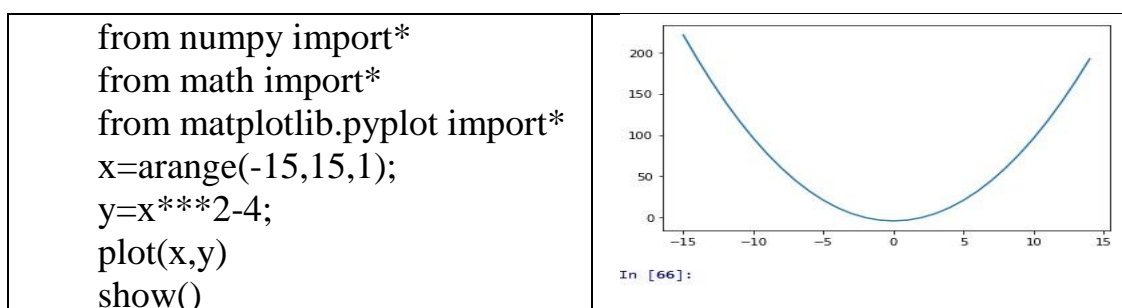 from numpy import*
from math import*
from matplotlib.pyplot import*
x=arange(-15,15,1);
y=x***2-4;
plot(x,y)
show()
200
150
100
50
0
−15 −10 −5 0 5 10 15
In [66]: